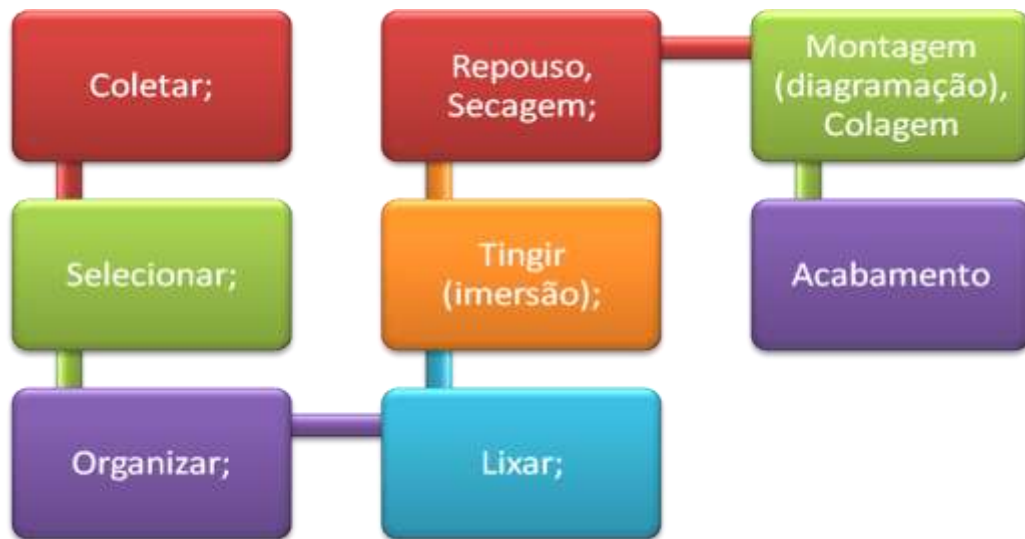 Coletar;
Selecionar;
Organizar;
Lixar;
Tingir
(imersão);
Repouso,
Secagem;
Montagem
(diagramação),
Colagem
Acabamento